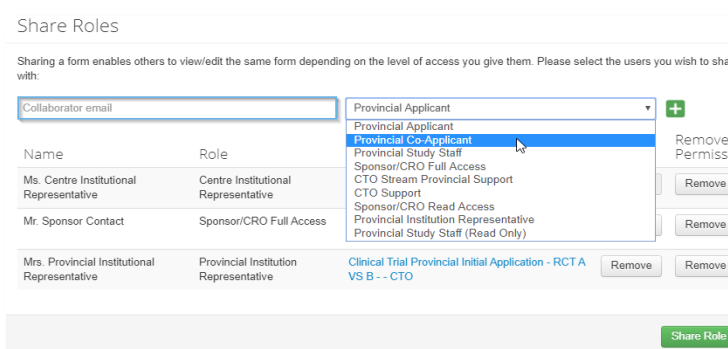 Share Roles
Sharing a form enables others to view/edit the same form depending on the level of access you give them. Please select the users you wish to sha
with:
Collaborator email
Provincial Applicant
Provincial Applicant
Provincial Co-Applicant
Provincial Study Staff
Sponsor/CRO Full Access
CTO Stream Provincial Support
CTO Support
Sponsor/CRO Read Access
Provincial Institution Representative
Provincial Study Staff (Read Only)
Name Role Remove
Permiss
Ms. Centre Institutional Centre Institutional Remove
Representative Representative
Mr. Sponsor Contact Sponsor/CRO Full Access Remove
Mrs. Provincial Institutional Provincial Institution Clinical Trial Provincial Initial Application - RCT A Remove Remove
Representative Representative VS B - - CTO
Share Role